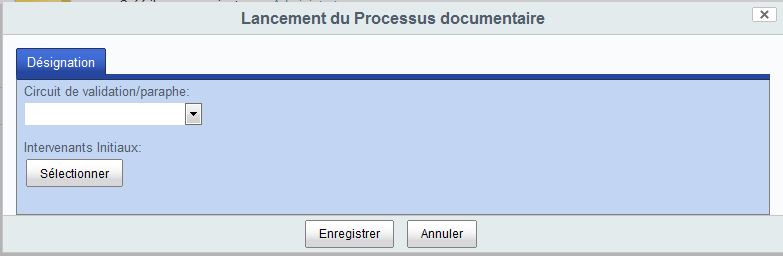 Lancement du Processus documentaire
Désignation
Circuit de validation/paraphe:
Intervenants Initiaux:
Sélectionner
Enregistrer
Annuler